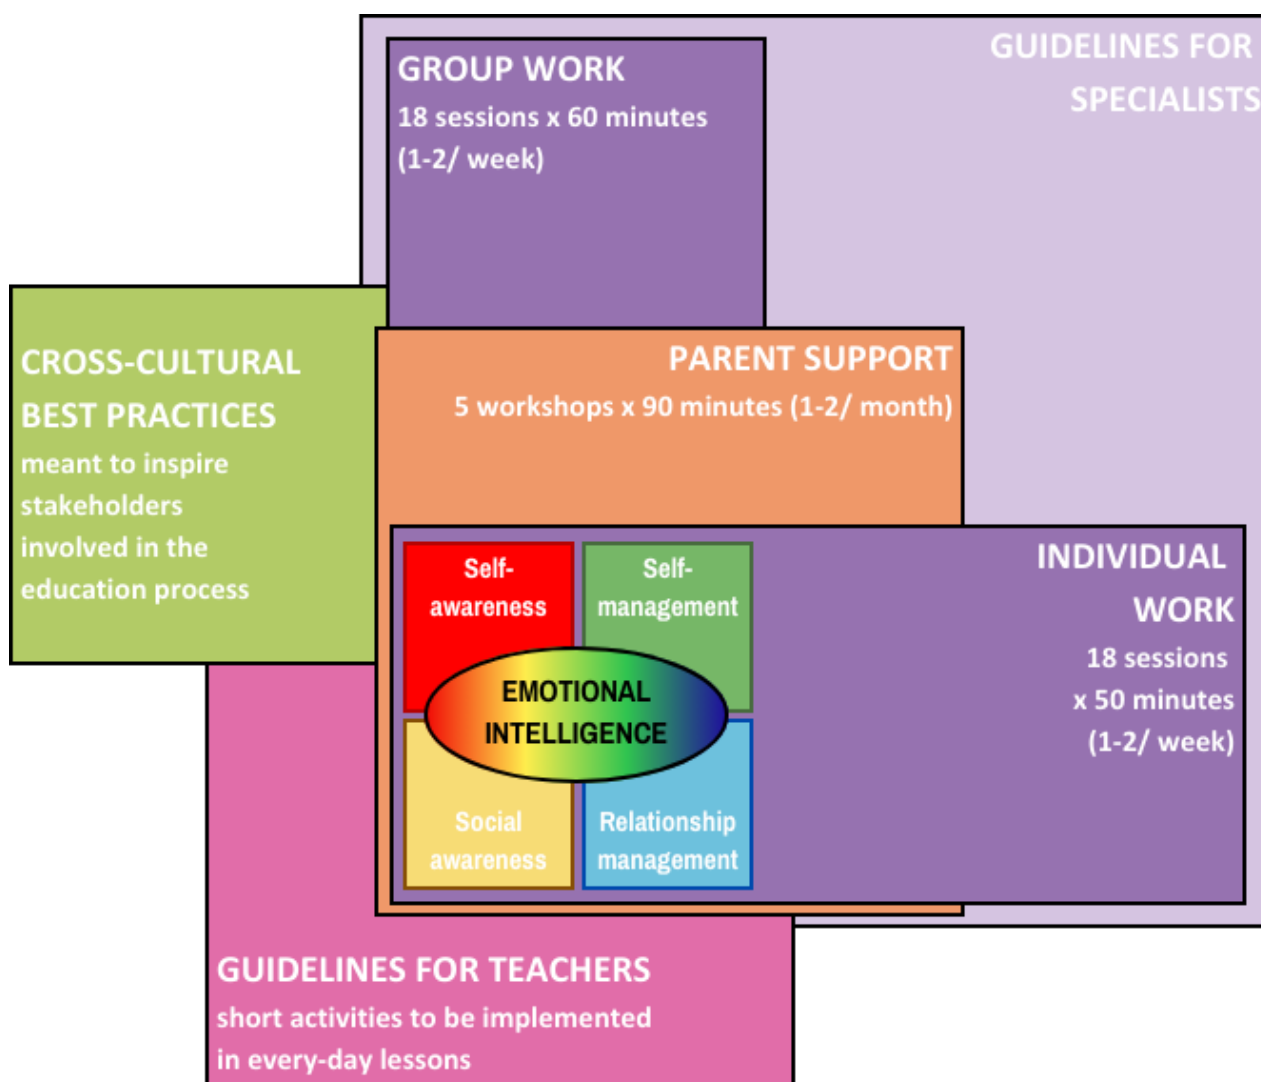 GUIDELINES FOR
SPECIALISTS
GROUP WORK
18 sessions x 60 minutes
(1-2/ week)
CROSS-CULTURAL
BEST PRACTICES
meant to inspire
stakeholders
involved in the
education process
PARENT SUPPORT
5 workshops x 90 minutes (1-2/ month)
INDIVIDUAL
WORK
18 sessions
x 50 minutes
(1-2/ week)
Self-
awareness
Self-
management
EMOTIONAL
INTELLIGENCE
Social
awareness
Relationship
management
GUIDELINES FOR TEACHERS
short activities to be implemented
in every-day lessons